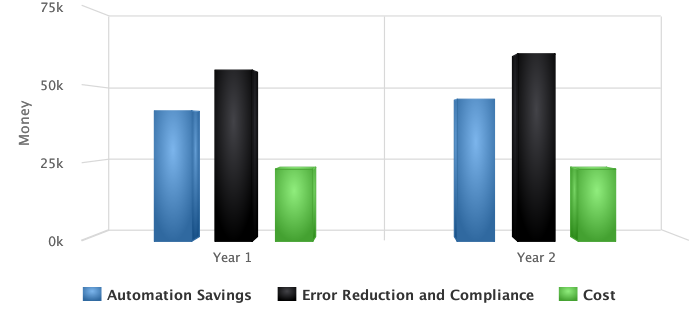 75k
50k
25k
0k
Money
Year 1
Year 2
Automation Savings
Error Reduction and Compliance
Cost